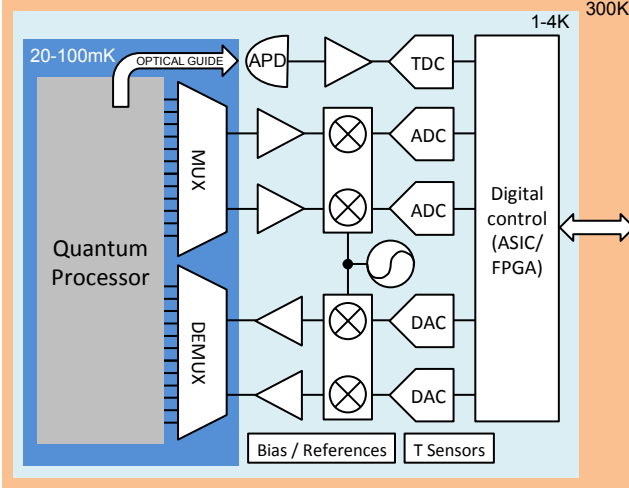 300K
1-4K
20-100mK
OPTICAL GUIDE
APD
TDC
MUX
ADC
ADC
Digital
control
(ASIC/
FPGA)
Quantum
Processor
DEMUX
DAC
DAC
Bias / References
T Sensors